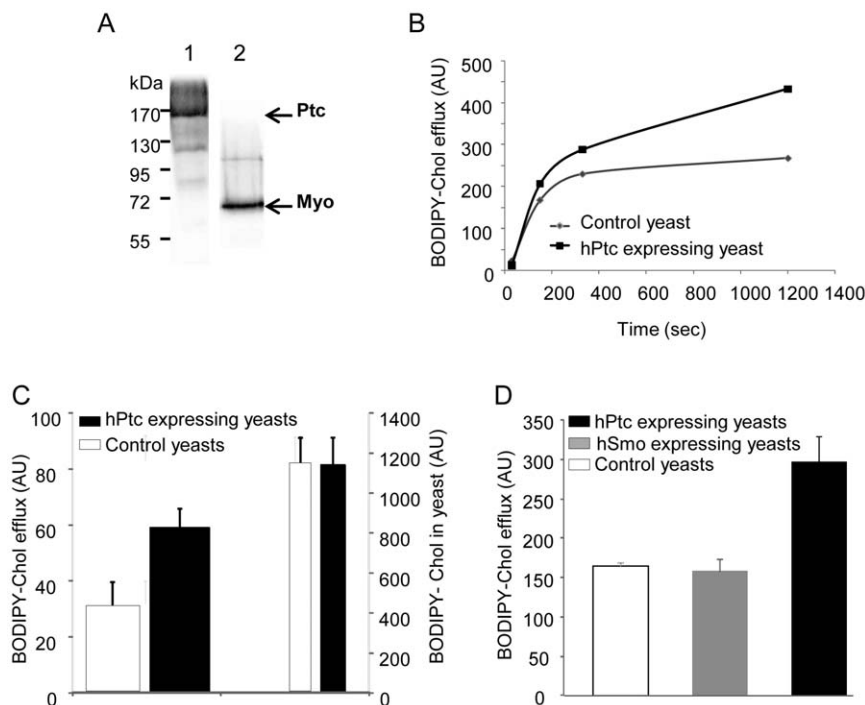 A
1 2
kDa
170
130
95
72
55
Ptc
Myo
B
BODIPY-Chol efflux (AU)
500
400
300
200
100
0
Control yeast
hPtc expressing yeast
0 200 400 600 800 1000 1200 1400
Time (sec)
C
hPtc expressing yeasts
Control yeasts
BODIPY-Chol efflux (AU)
100
80
60
40
20
0
1400
1200
1000
800
600
400
200
0
BODIPY- Chol in yeast (AU)
D
hPtc expressing yeasts
hSmo expressing yeasts
Control yeasts
BODIPY-Chol efflux (AU)
350
300
250
200
150
100
50
0